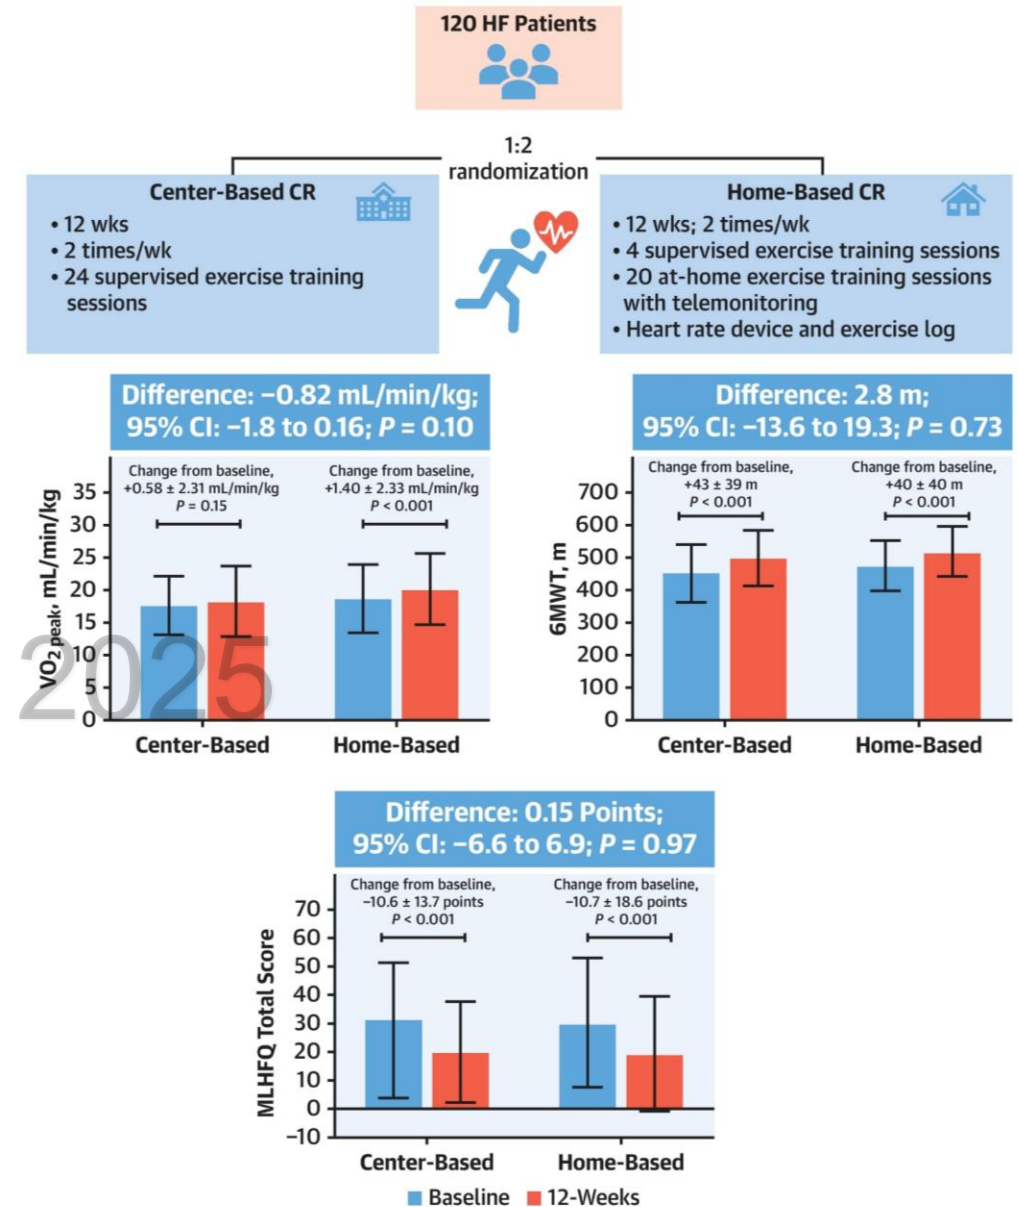 120 HF Patients
1:2
randomization
Center-Based CR
• 12 wks
• 2 times/wk
• 24 supervised exercise training
sessions
Home-Based CR
• 12 wks; 2 times/wk
• 4 supervised exercise training sessions
• 20 at-home exercise training sessions
with telemonitoring
• Heart rate device and exercise log
Difference: −0.82 mL/min/kg;
95% CI: −1.8 to 0.16; P = 0.10
Change from baseline,
+0.58 ± 2.31 mL/min/kg
P = 0.15
Change from baseline,
+1.40 ± 2.33 mL/min/kg
P < 0.001
VO2 peak, mL/min/kg
35
30
25
20
15
10
5
0
Center-Based
Home-Based
2025
Difference: 2.8 m;
95% CI: −13.6 to 19.3; P = 0.73
Change from baseline,
+43 ± 39 m
P < 0.001
Change from baseline,
+40 ± 40 m
P < 0.001
6MWT, m
700
600
500
400
300
200
100
0
Center-Based
Home-Based
Difference: 0.15 Points;
95% CI: −6.6 to 6.9; P = 0.97
Change from baseline,
−10.6 ± 13.7 points
P < 0.001
Change from baseline,
−10.7 ± 18.6 points
P < 0.001
MLHFQ Total Score
70
60
50
40
30
20
10
0
−10
Center-Based
Home-Based
Baseline
12-Weeks